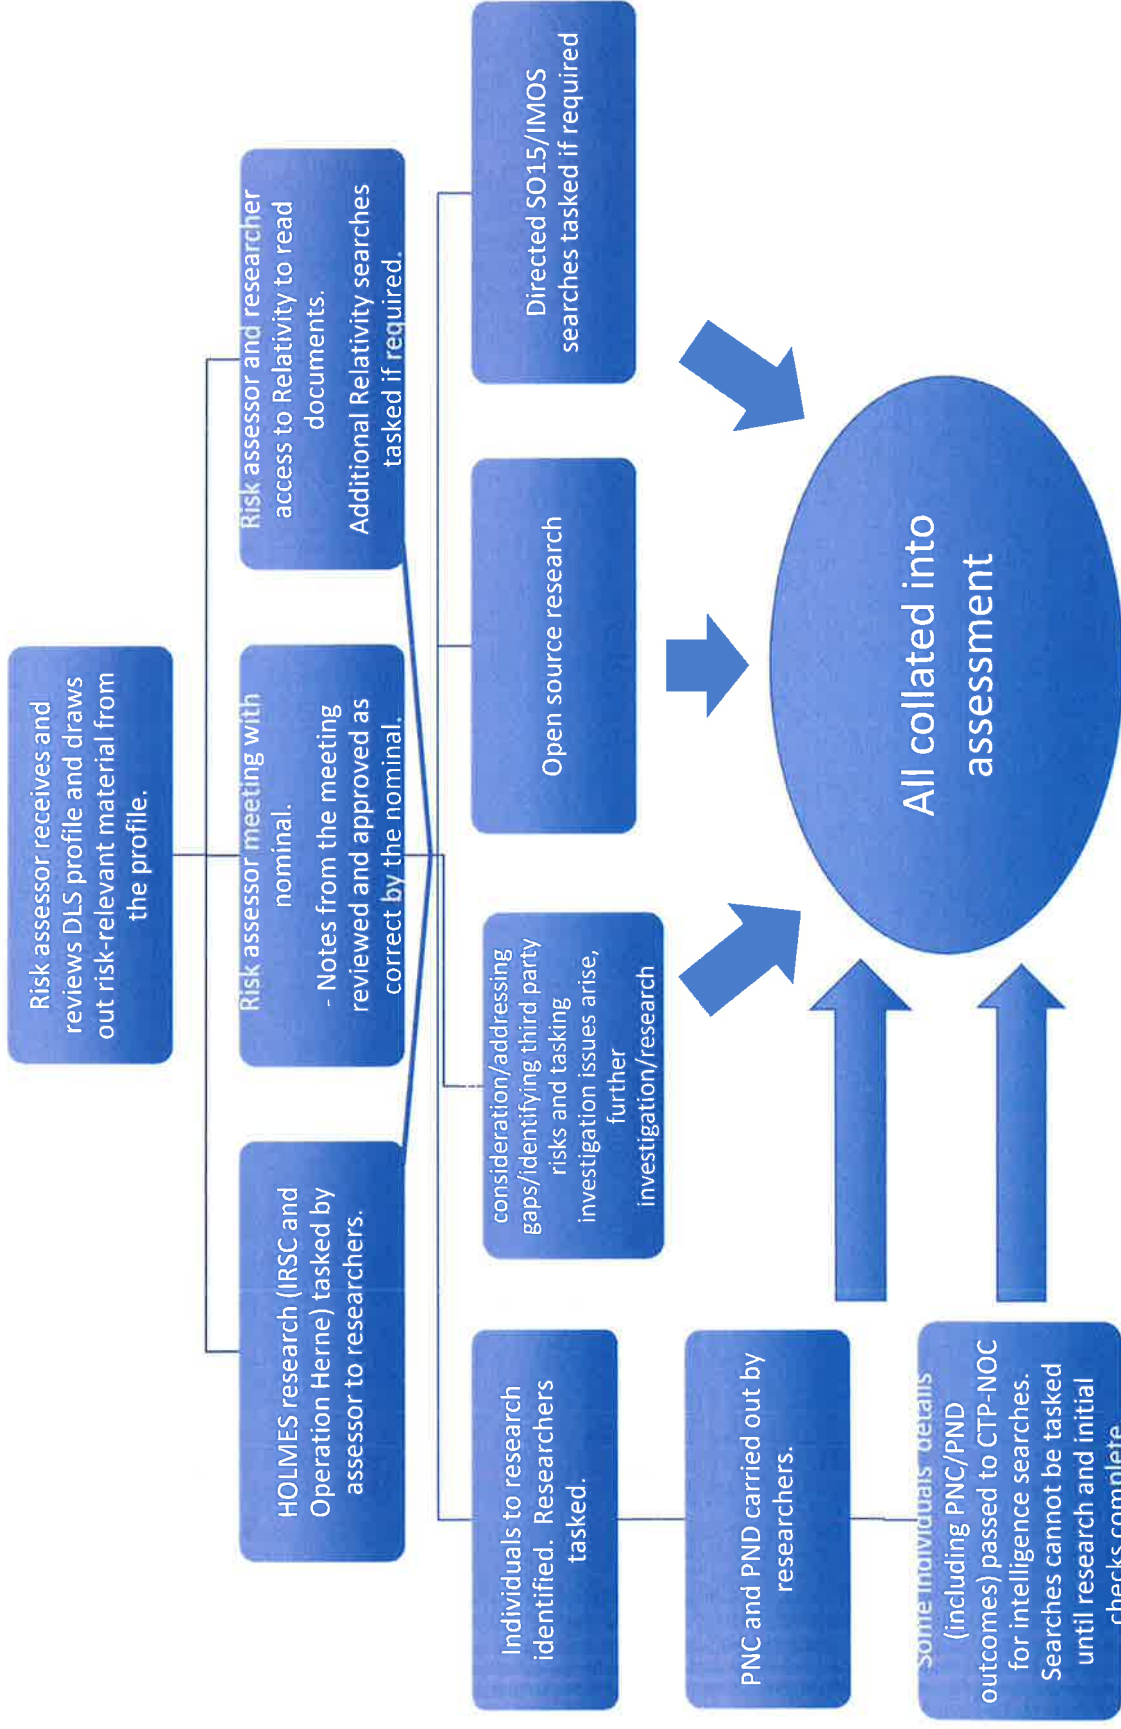 Risk assessor receives and
reviews DLS profile and draws
out risk-relevant material from
the profile.
HOLMES research (IRSC and
Operation Herne) tasked by
assessor to researchers.
Risk assessor meeting with
nominal.
- Notes from the meeting
reviewed and approved as
correct by the nominal.
Risk assessor and researcher
access to Relativity to read
documents.
Additional Relativity searches
tasked if required.
Individuals to research
identified. Researchers
tasked.
consideration/addressing
gaps/identifying third party
risks and tasking
investigation issues arise,
further
investigation/research
Open source research
Directed SO15/IMOS
searches tasked if required
PNC and PND carried out by
researchers.
Some individuals' details
(including PNC/PND
outcomes) passed to CTP-NOC
for intelligence searches.
Searches cannot be tasked
until research and initial
checks complete
All collated into
assessment